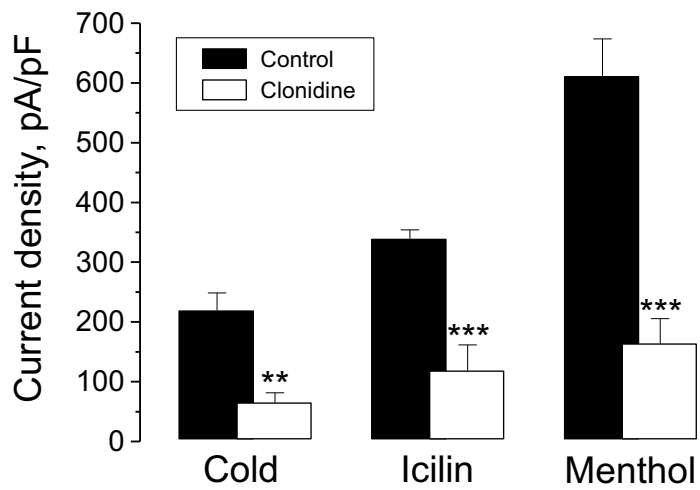 Current density, pA/pF
700
600
500
400
300
200
100
0
Control
Clonidine
**
***
***
Cold
Icilin
Menthol